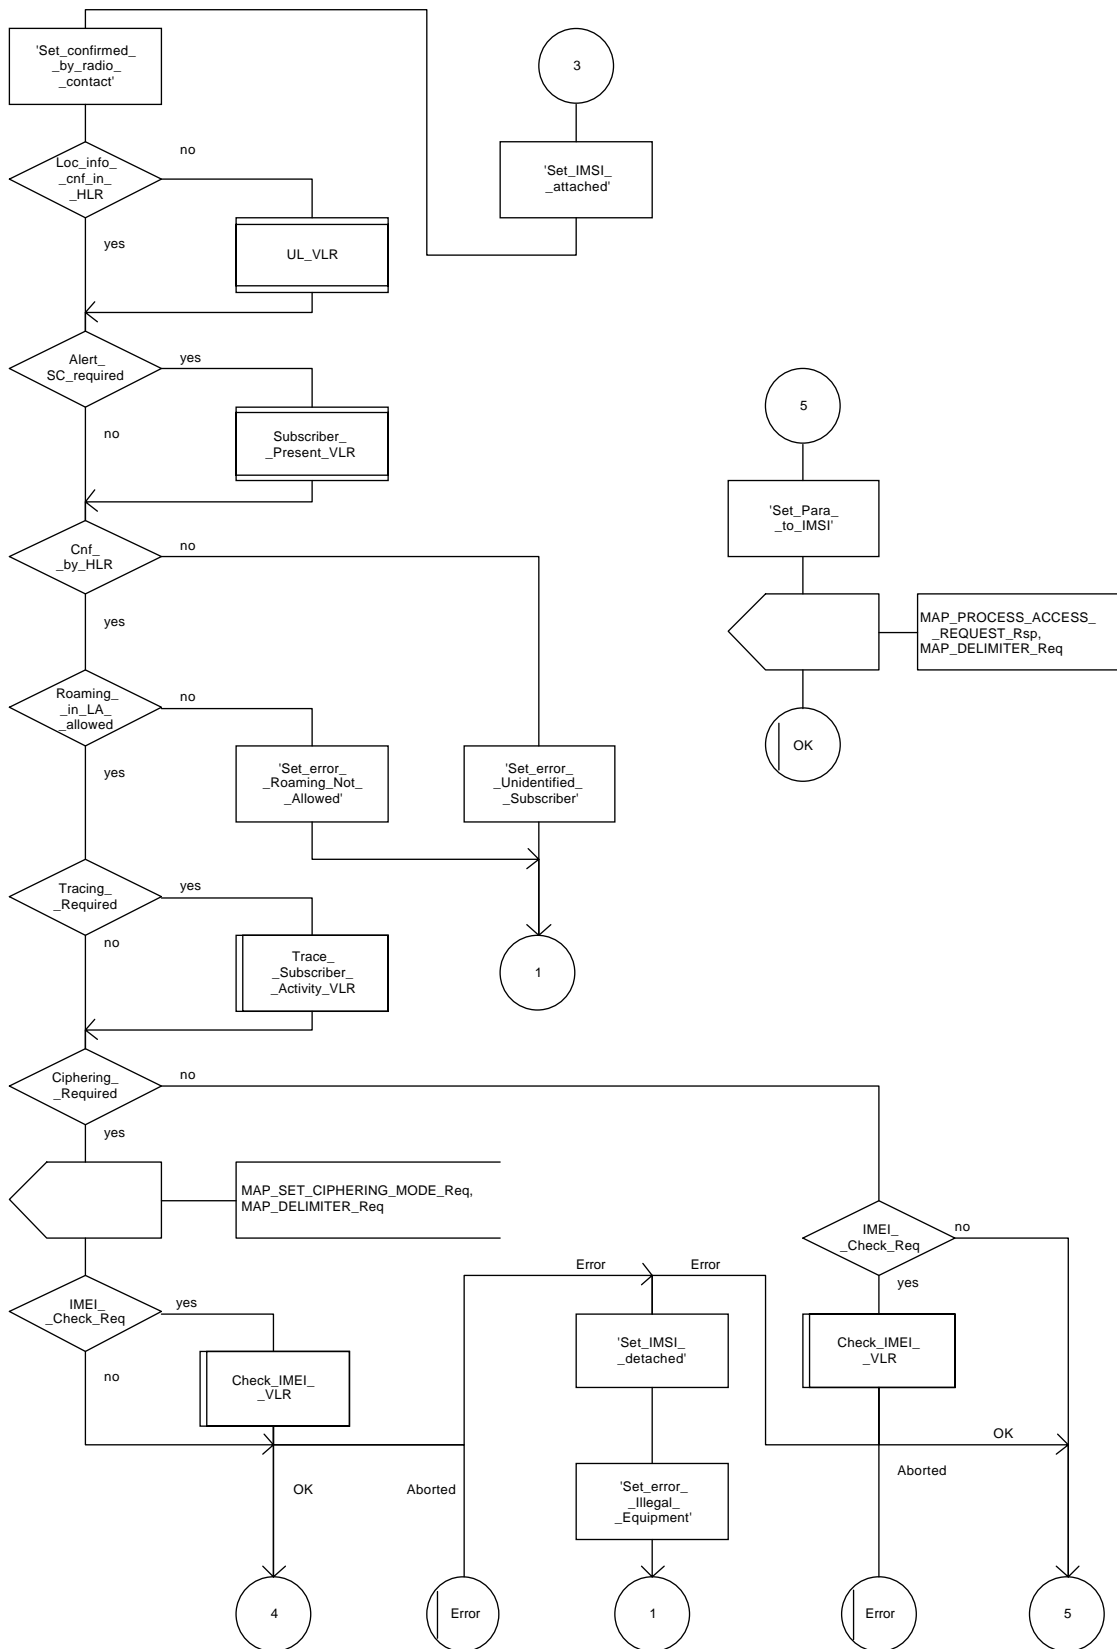 'Set_confirmed_
_by_radio_
_contact'
3
Loc_info_
_cnf_in_
_HLR
no
yes
'Set_IMSI_
_attached'
UL_VLR
Alert_
SC_required
yes
no
Subscriber_
_Present_VLR
5
'Set_Para_
_to_IMSI'
Cnf_
_by_HLR
no
yes
MAP_PROCESS_ACCESS_
_REQUEST_Rsp,
MAP_DELIMITER_Req
Roaming_
_in_LA_
_allowed
no
yes
OK
'Set_error_
_Roaming_Not_
_Allowed'
'Set_error_
_Unidentified_
_Subscriber'
Tracing_
_Required
yes
no
Trace_
_Subscriber_
_Activity_VLR
1
Ciphering_
_Required
no
yes
MAP_SET_CIPHERING_MODE_Req,
MAP_DELIMITER_Req
IMEI_
_Check_Req
no
yes
Error
Error
IMEI_
_Check_Req
yes
no
Check_IMEI_
_VLR
'Set_IMSI_
_detached'
Check_IMEI_
_VLR
OK
Aborted
OK
Aborted
'Set_error_
_Illegal_
_Equipment'
4
Error
1
Error
5